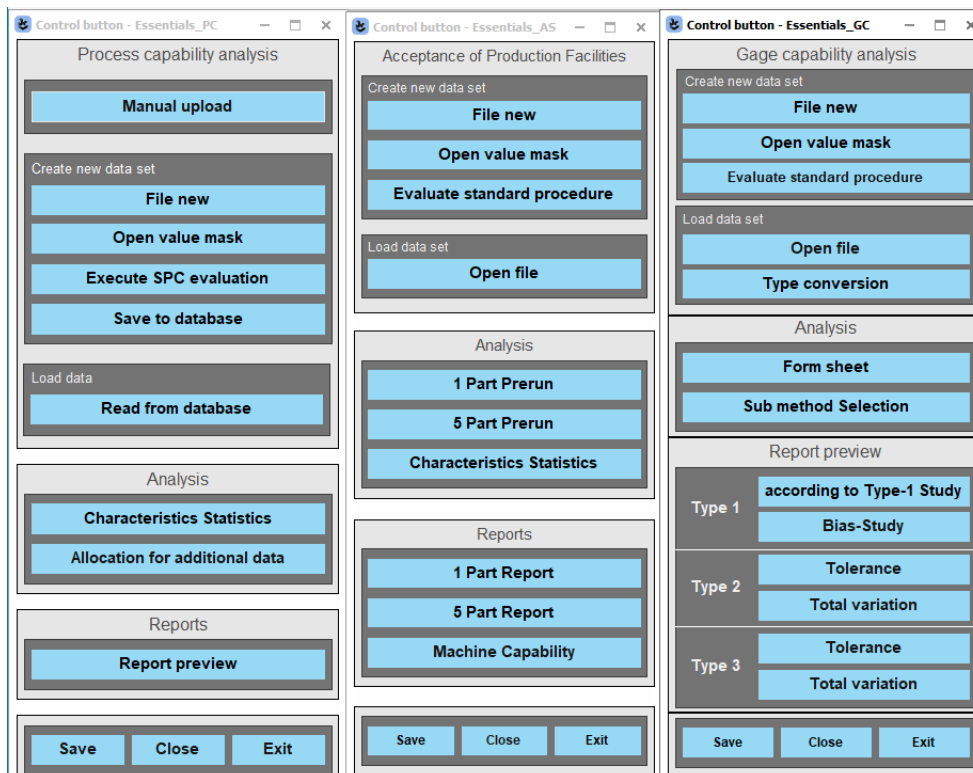 Control button - Essentials_PC
Process capability analysis
Manual upload
Create new data set
File new
Open value mask
Execute SPC evaluation
Save to database
Load data
Read from database
Analysis
Characteristics Statistics
Allocation for additional data
Reports
Report preview
Save Close Exit
Control button - Essentials_AS
Acceptance of Production Facilities
Create new data set
File new
Open value mask
Evaluate standard procedure
Load data set
Open file
Analysis
1 Part Prerun
5 Part Prerun
Characteristics Statistics
Reports
1 Part Report
5 Part Report
Machine Capability
Save Close Exit
Control button - Essentials_GC
Gage capability analysis
Create new data set
File new
Open value mask
Evaluate standard procedure
Load data set
Open file
Type conversion
Analysis
Form sheet
Sub method Selection
Report preview
Type 1
according to Type-1 Study
Bias-Study
Type 2
Tolerance
Total variation
Type 3
Tolerance
Total variation
Save Close Exit